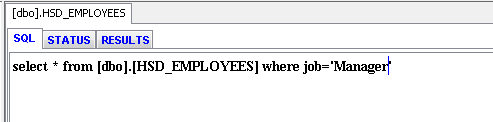 [dbo].HSD_EMPLOYEES
SQL STATUS RESULTS
select * from [dbo].[HSD_EMPLOYEES] where job='Manager'